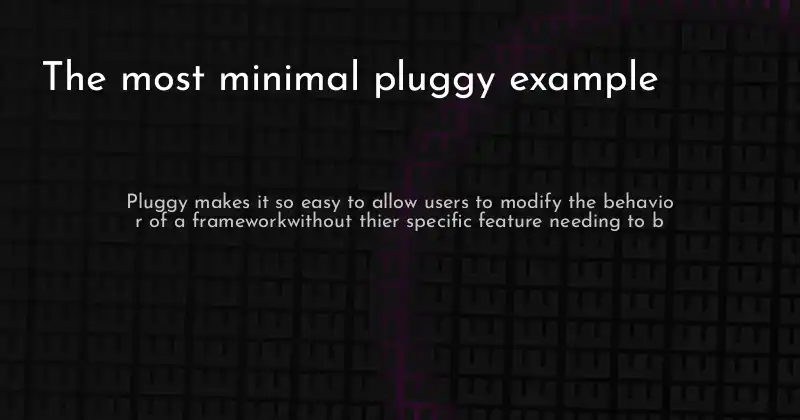 The most minimal pluggy example
Pluggy makes it so easy to allow users to modify the behavio
r of a frameworkwithout thier specific feature needing to b